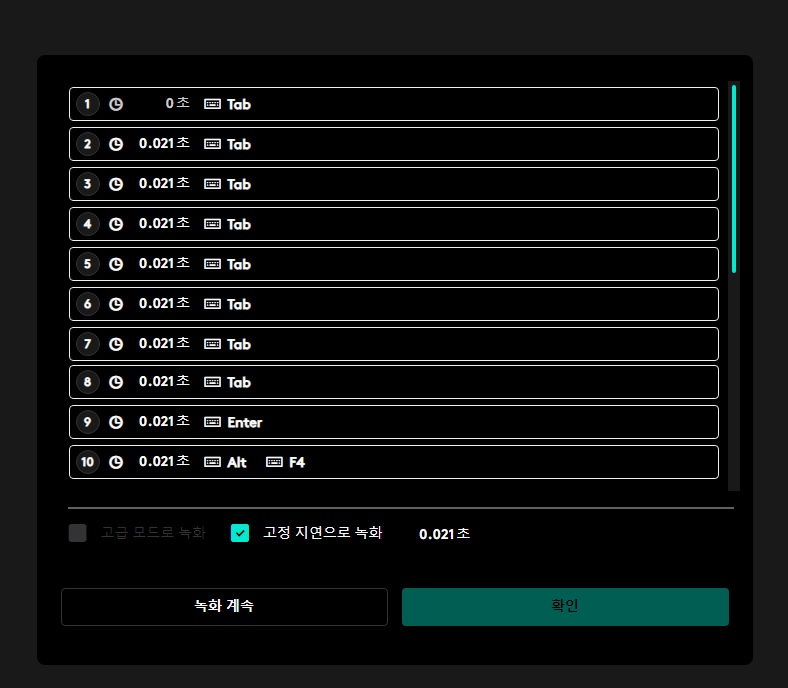 1 0초 Tab
2 0.021초 Tab
3 0.021초 Tab
4 0.021초 Tab
5 0.021초 Tab
6 0.021초 Tab
7 0.021초 Tab
8 0.021초 Tab
9 0.021초 Enter
10 0.021초 Alt F4
고급 모드로 녹화 고정 지연으로 녹화 0.021초
녹화 계속 확인